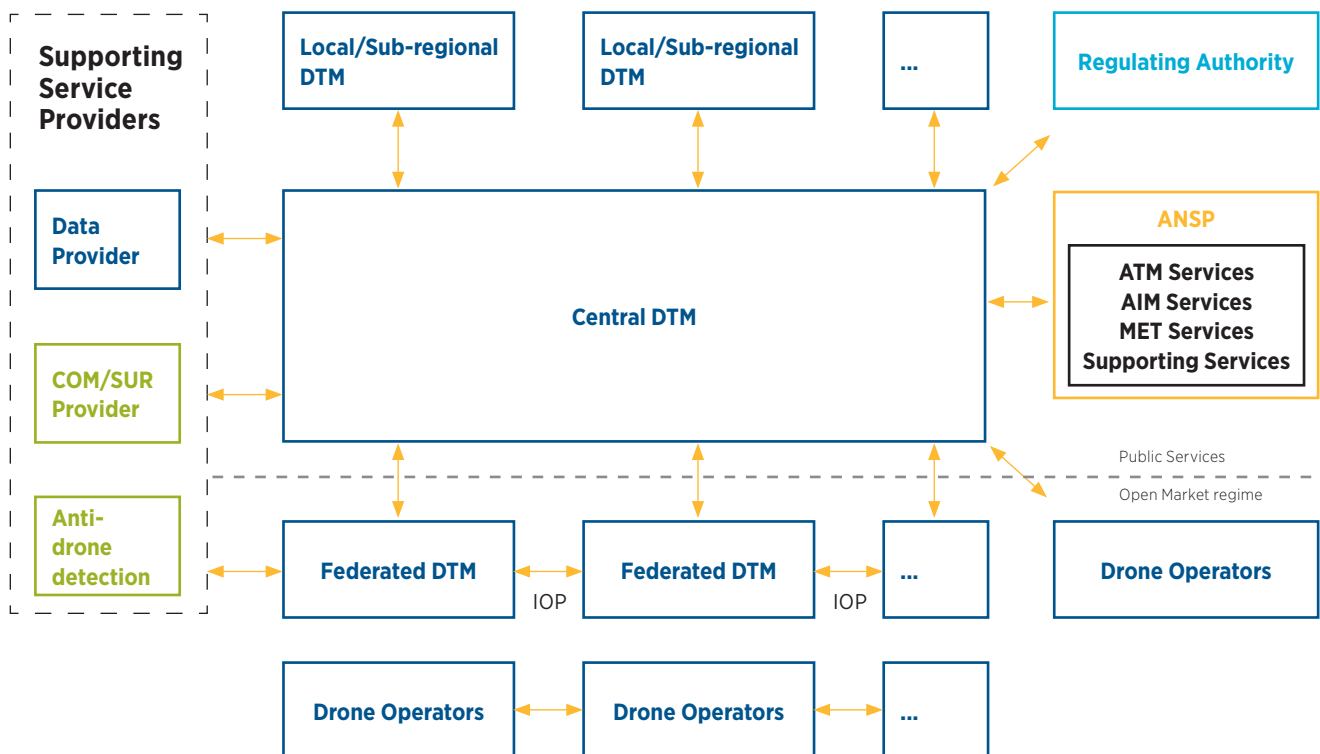 Supporting
Service
Providers
Local/Sub-regional
DTM
Local/Sub-regional
DTM
...
Regulating Authority
Data
Provider
COM/SUR
Provider
Anti-
drone
detection
Central DTM
ANSP
ATM Services
AIM Services
MET Services
Supporting Services
Public Services
Open Market regime
Federated DTM
IOP
Federated DTM
IOP
...
Drone Operators
Drone Operators
Drone Operators
...